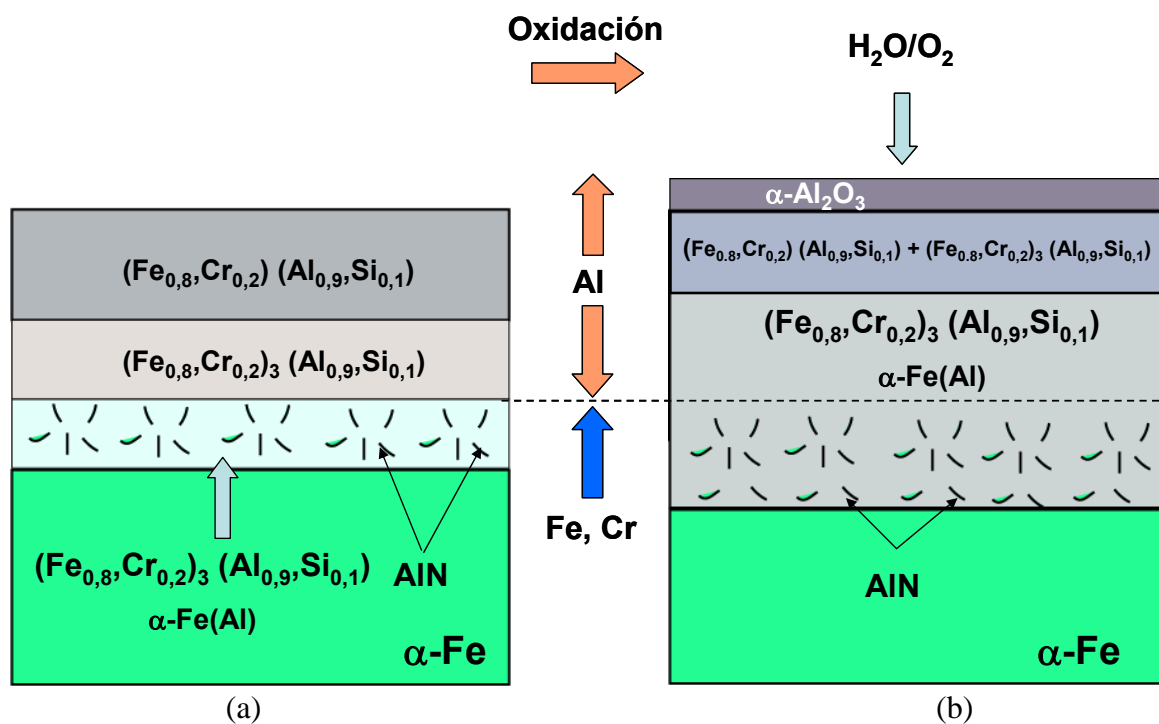 Oxidación
H₂O/O₂
(Fe₀,₈,Cr₀,₂) (Al₀,₉,Si₀,₁)
(Fe₀,₈,Cr₀,₂)₃ (Al₀,₉,Si₀,₁)
(Fe₀,₈,Cr₀,₂)₃ (Al₀,₉,Si₀,₁)
α-Fe(Al)
AlN
α-Fe
(a)
Al
Fe, Cr
α-Al₂O₃
(Fe₀.₈,Cr₀,₂) (Al₀,₉,Si₀,₁) + (Fe₀.₈,Cr₀,₂)₃ (Al₀,₉,Si₀,₁)
(Fe₀,₈,Cr₀,₂)₃ (Al₀,₉,Si₀,₁)
α-Fe(Al)
AlN
α-Fe
(b)